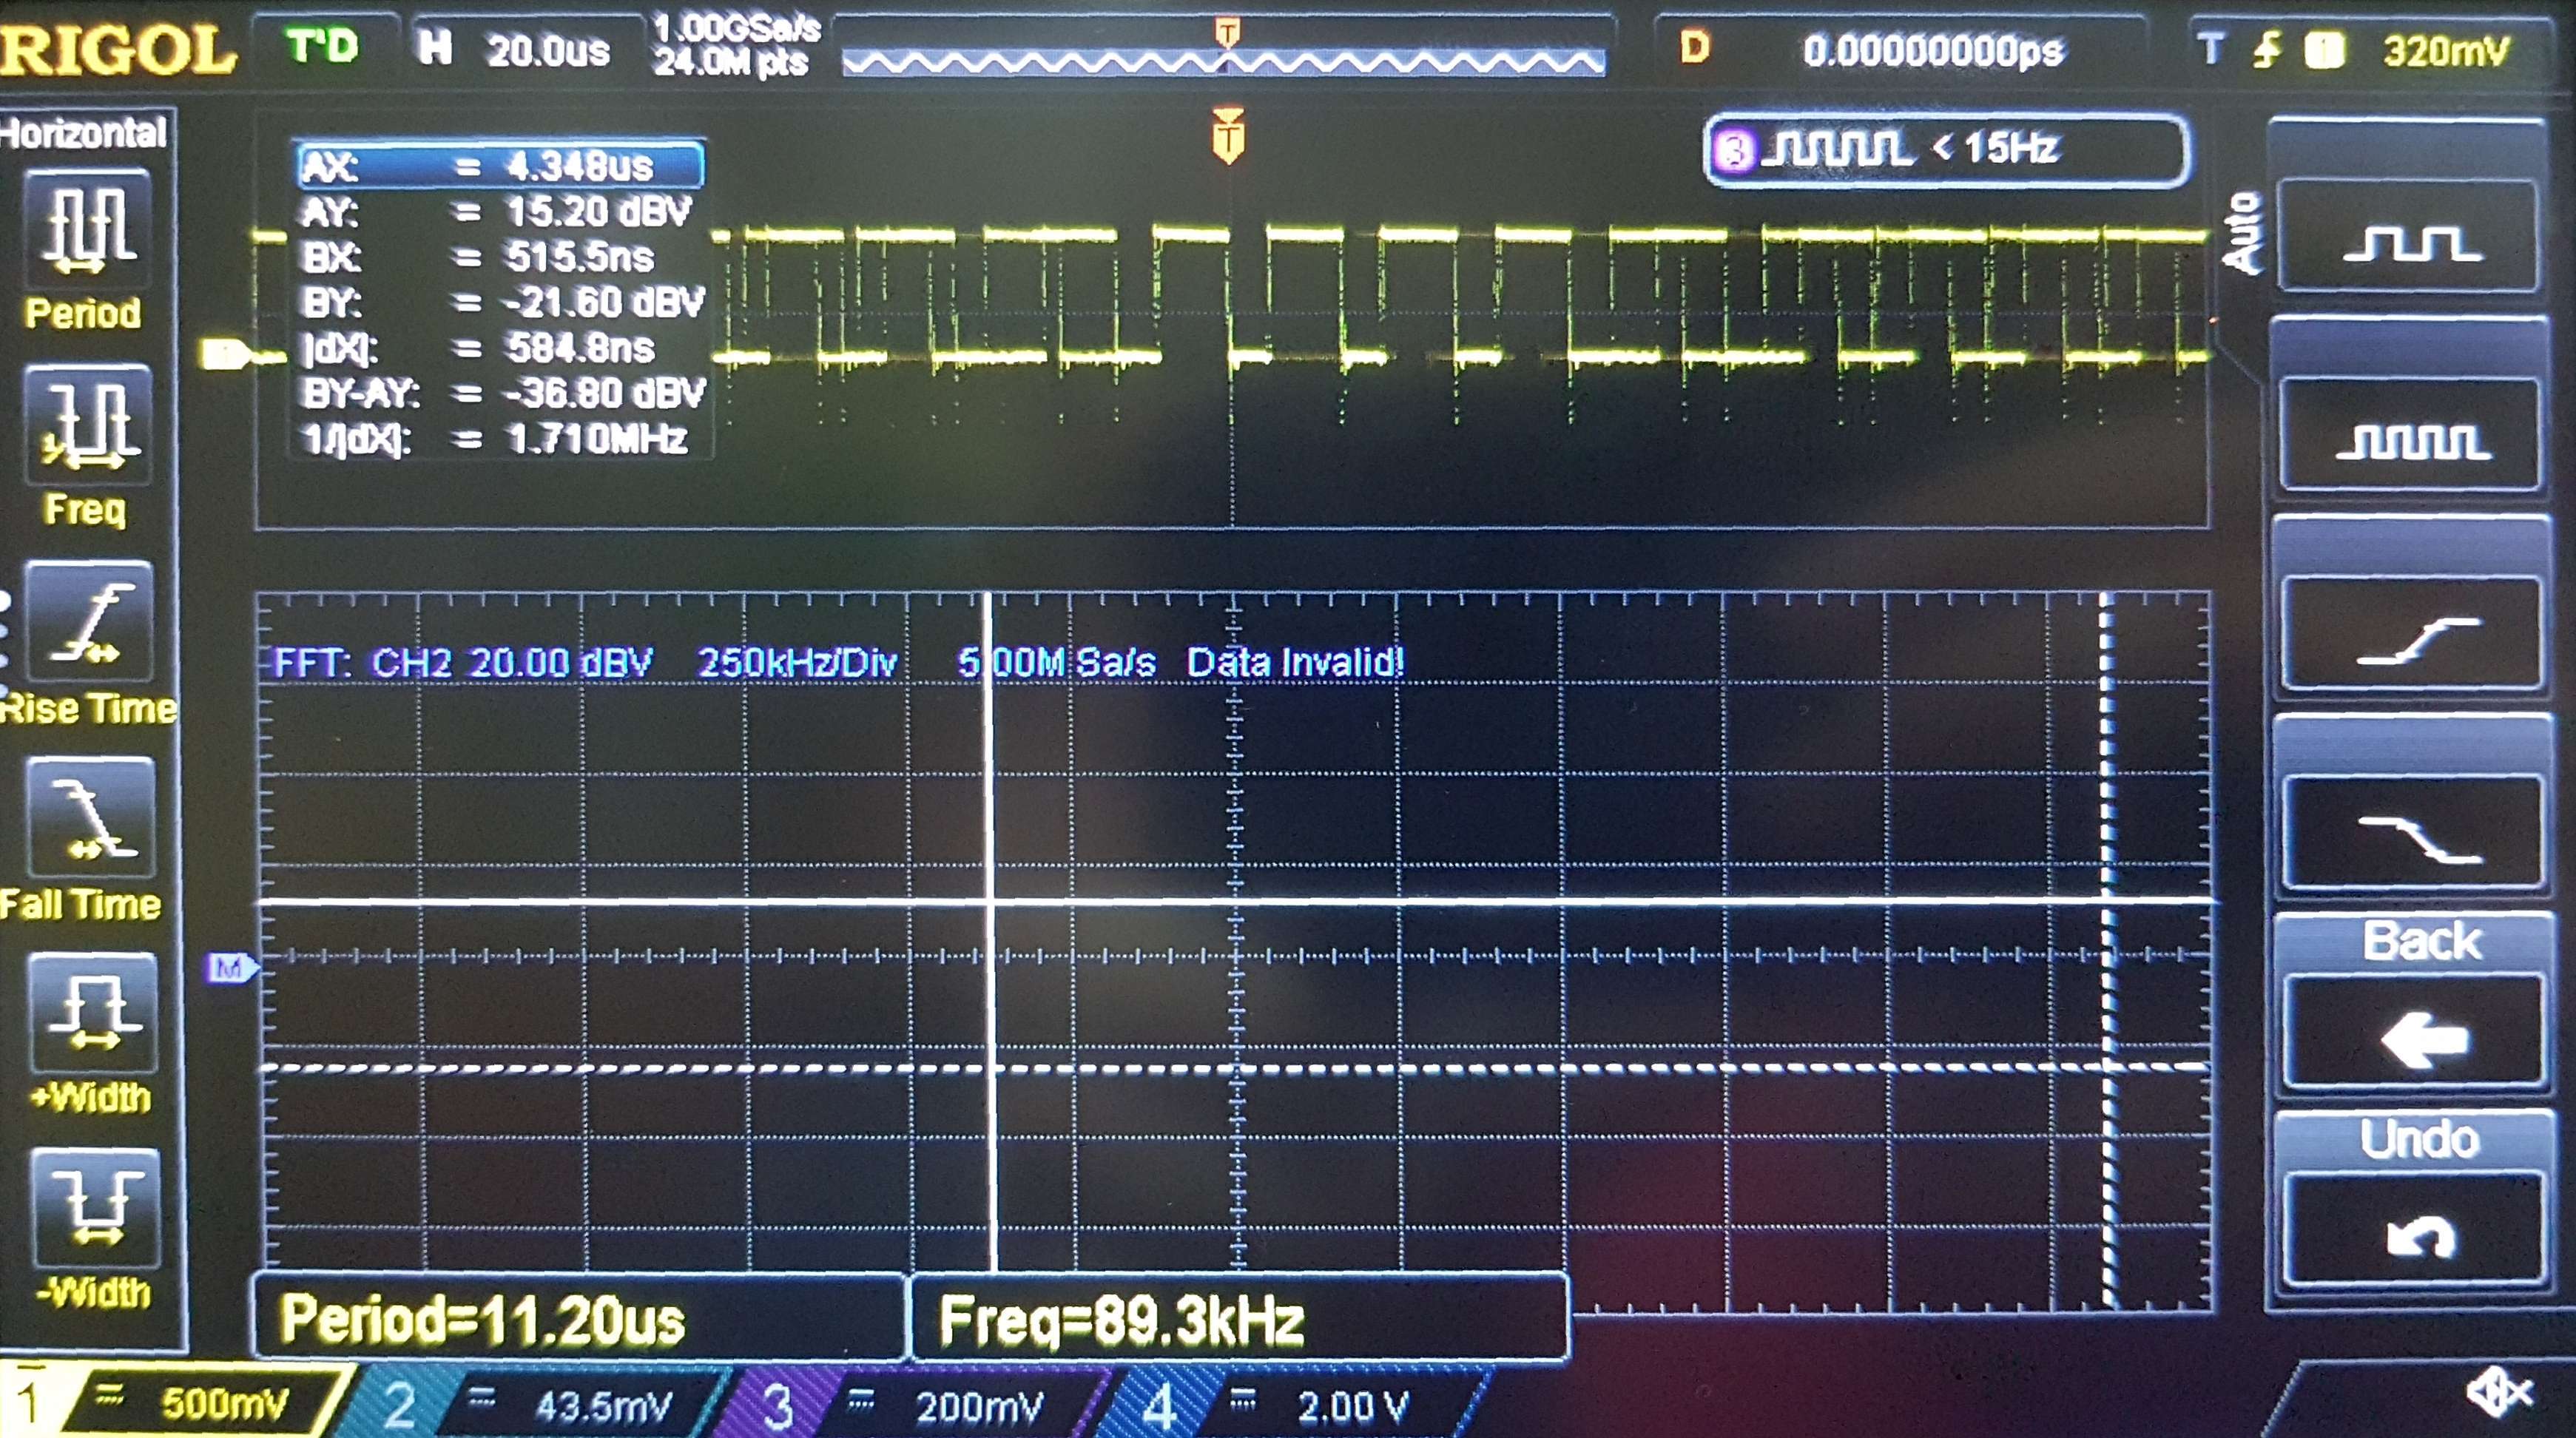 RIGOL T'D H 20.0us 1.00GSa/s 24.0M pts T D 0.00000000ps T 1 320mV
Horizontal
T
3 < 15Hz
Auto
AX: = 4.348us
AY: = 15.20 dBV
BX: = 515.5ns
BY: = -21.60 dBV
|dX|: = 584.8ns
BY-AY: = -36.80 dBV
1/|dX|: = 1.710MHz
Period
Freq
Rise Time
Fall Time
+Width
-Width
FFT: CH2 20.00 dBV 250kHz/Div 5.00M Sa/s Data Invalid!
M
Back
Undo
Period=11.20us Freq=89.3kHz
1 500mV 2 43.5mV 3 200mV 4 2.00 V